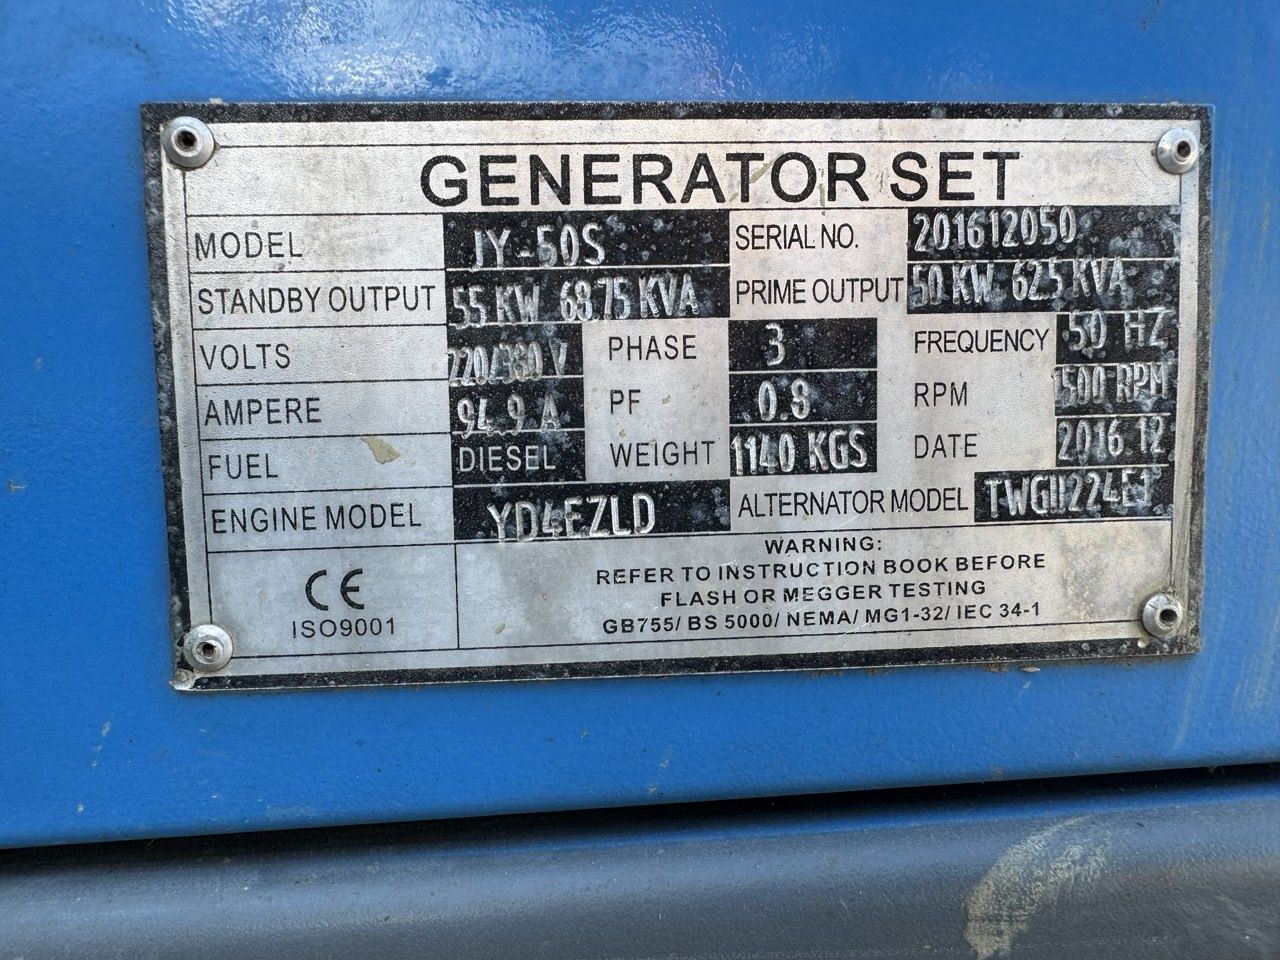 GENERATOR SET
MODEL JY-50S SERIAL NO. 201612050
STANDBY OUTPUT 55 KW 68.75 KVA PRIME OUTPUT 50 KW 62.5 KVA
VOLTS 220/380 V PHASE 3 FREQUENCY 50 HZ
AMPERE 94.9 A PF 0.8 RPM 1500 RPM
FUEL DIESEL WEIGHT 1140 KGS DATE 2016.12
ENGINE MODEL YD4EZLD ALTERNATOR MODEL
CE
ISO9001
WARNING:
REFER TO INSTRUCTION BOOK BEFORE
FLASH OR MEGGER TESTING
GB755/ BS 5000/ NEMA/ MG1-32/ IEC 34-1